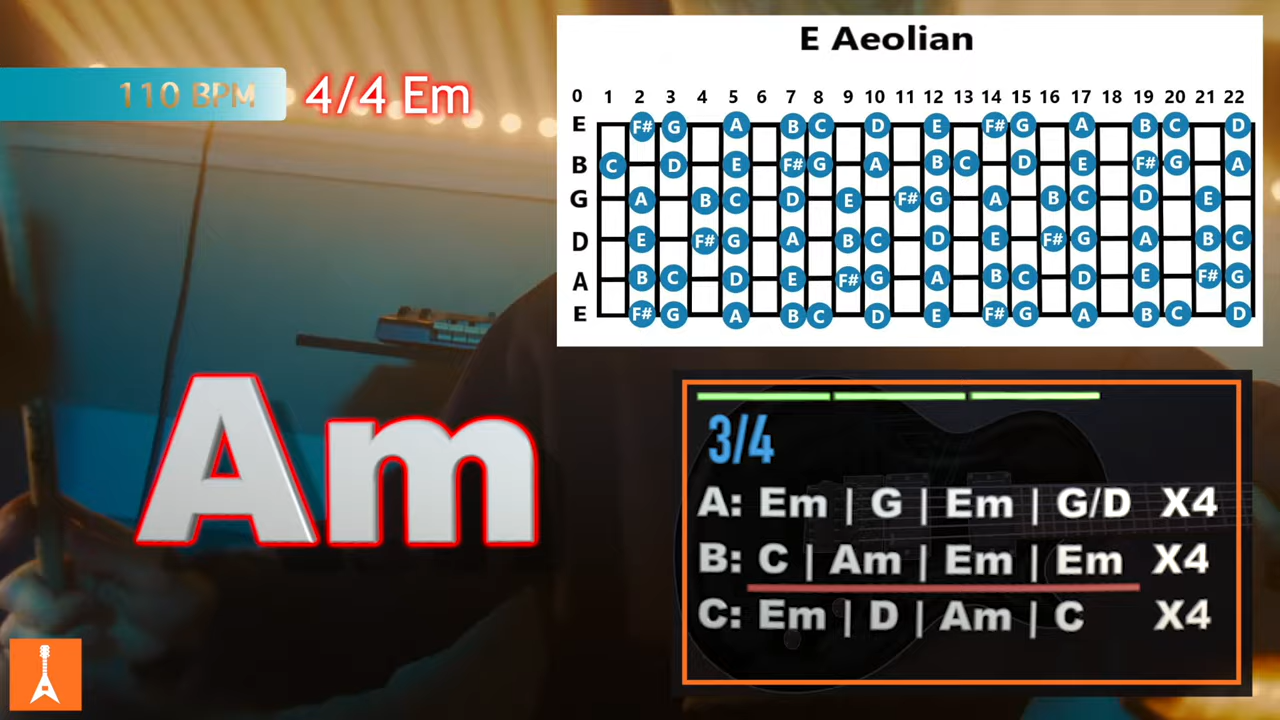 E Aeolian
110 BPM 4/4 Em
0 1 2 3 4 5 6 7 8 9 10 11 12 13 14 15 16 17 18 19 20 21 22
E F# G A B C D E F# G A B C D
B C D E F# G A B C D E F# G A
G A B C D E F# G A B C D E
D E F# G A B C D E F# G A B C
A B C D E F# G A B C D E F# G
E F# G A B C D E F# G A B C D
Am
3/4
A: Em | G | Em | G/D X4
B: C | Am | Em | Em X4
C: Em | D | Am | C X4